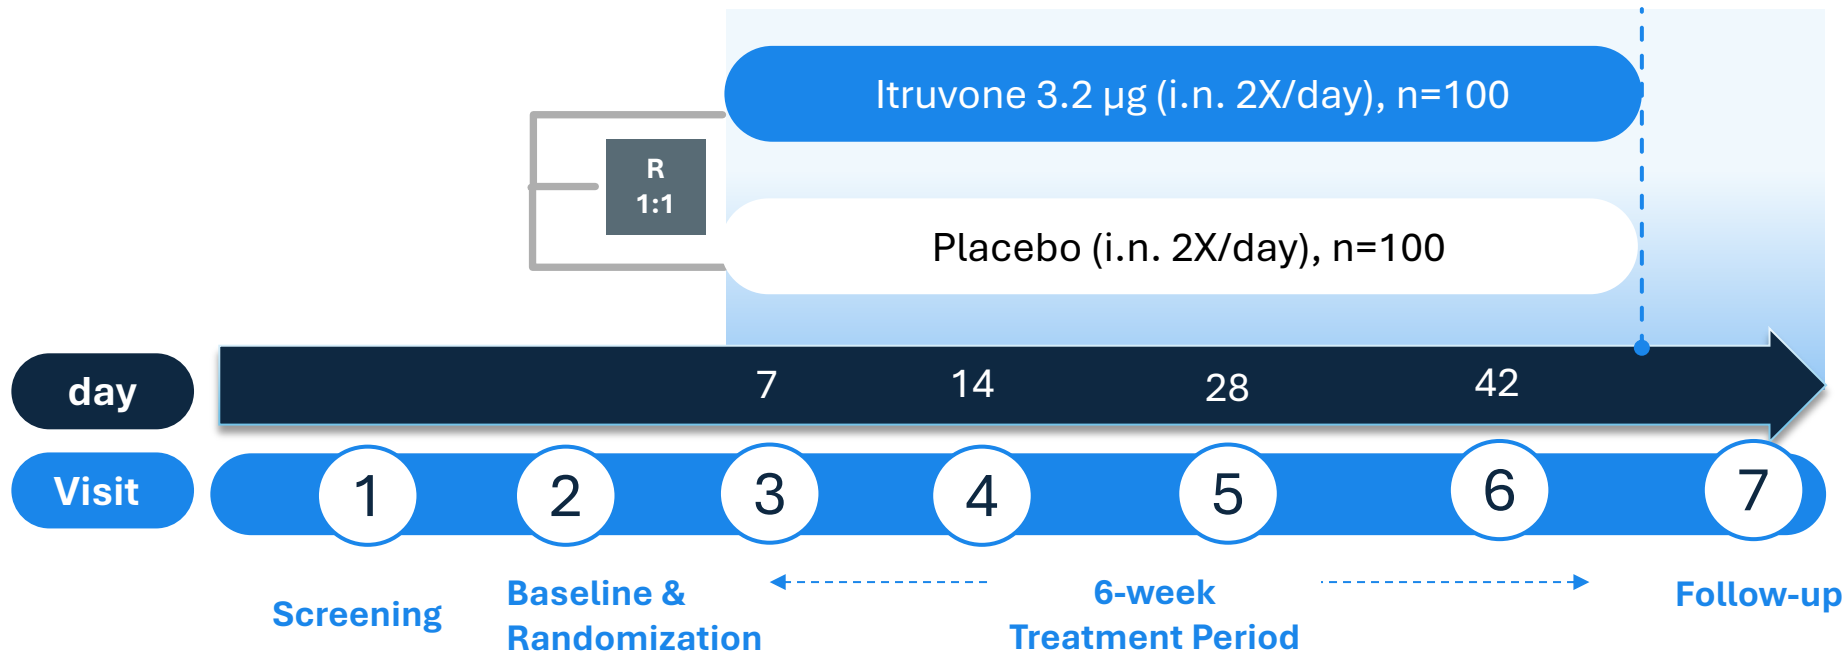 Itruvone 3.2 µg (i.n. 2X/day), n=100
R
1:1
Placebo (i.n. 2X/day), n=100
day
7
14
28
42
Visit
1
2
3
4
5
6
7
Screening
Baseline &
Randomization
6-week
Treatment Period
Follow-up